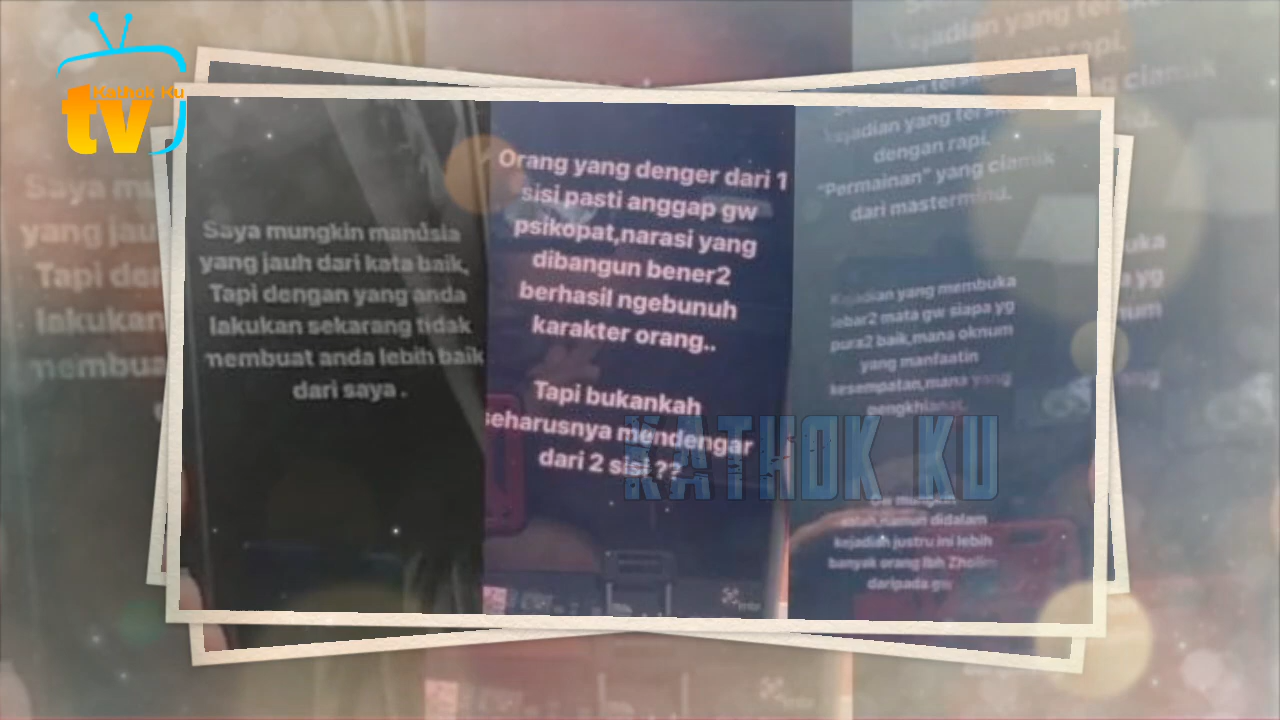 Kathok Ku
tv
Saya mungkin manusia
yang jauh dari kata baik,
Tapi dengan yang anda
lakukan sekarang tidak
membuat anda lebih baik
dari saya .
Orang yang denger dari 1
sisi pasti anggap gw
psikopat,narasi yang
dibangun bener2
berhasil ngebunuh
karakter orang..
Tapi bukankah
seharusnya mendengar
dari 2 sisi ??
kejadian yang
dengan rapi.
"Permainan" yang ciamik
dari mastermind.
Kejadian yang membuka
lebar2 mata gw siapa yg
pura2 baik,mana oknum
yang manfaatin
kesempatan,mana yang
pengkhianat.
Gw mungkin
salah,namun didalam
kejadian justru ini lebih
banyak orang lbh Zholim
daripada gw
KATHOK KU